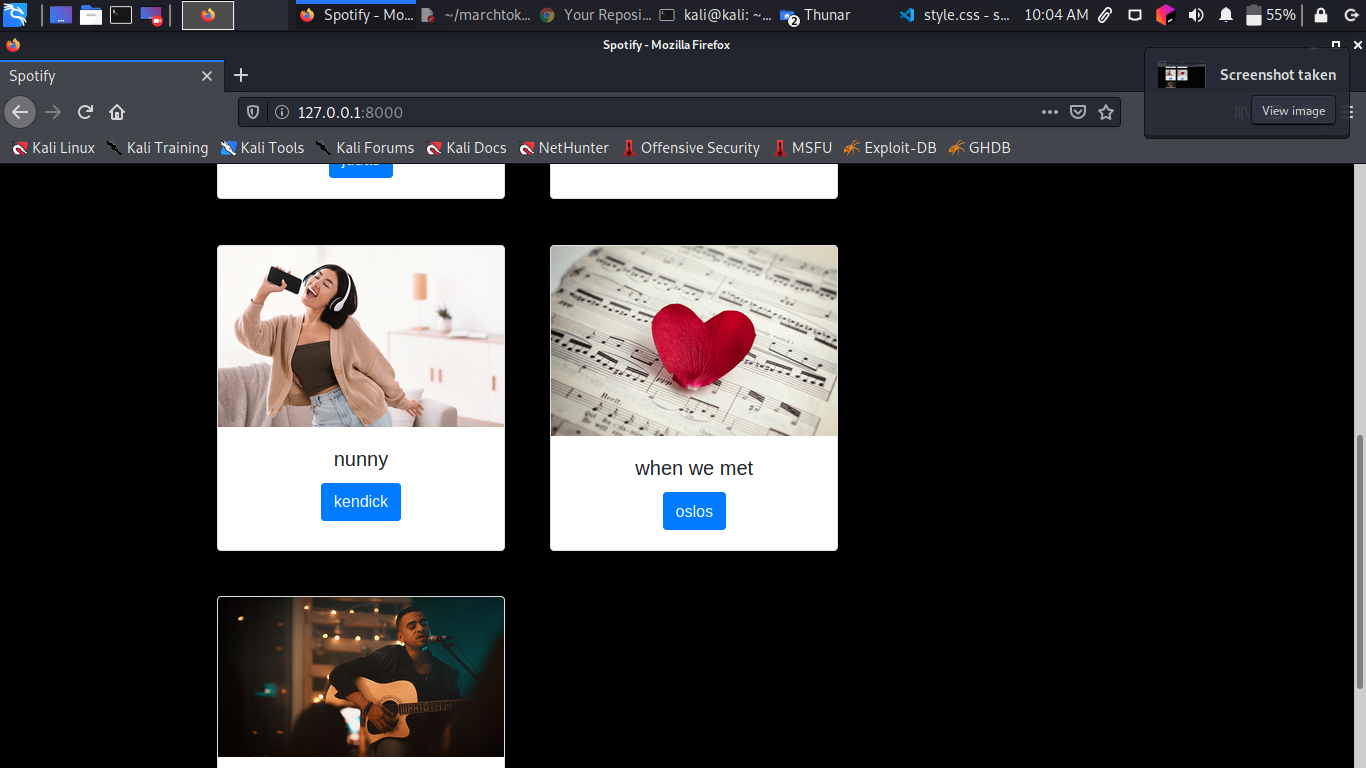 Spotify - Mo... ~/marchtok... Your Reposi... kali@kali: ~... 2 Thunar style.css - s... 10:04 AM 55%
Spotify - Mozilla Firefox
Spotify
Screenshot taken
127.0.0.1:8000
View image
Kali Linux Kali Training Kali Tools Kali Forums Kali Docs NetHunter Offensive Security MSFU Exploit-DB GHDB
nunny
kendick
when we met
oslos